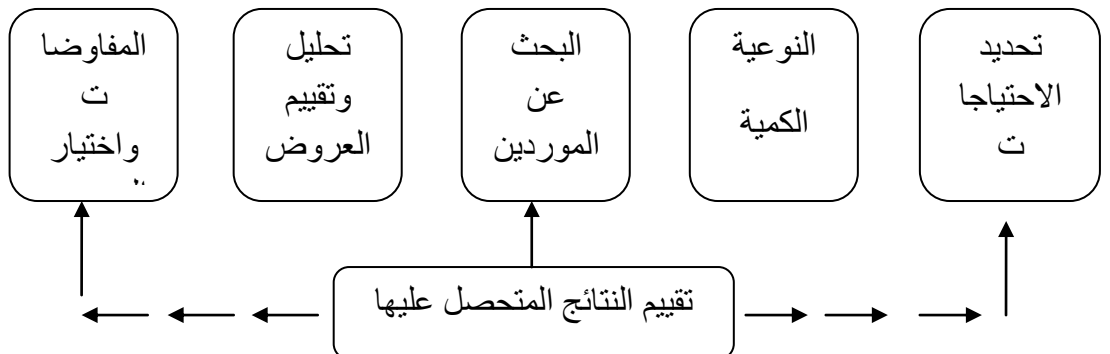 تحديد
الاحتياجا
ت
النوعية
الكمية
البحث
عن
الموردين
تحليل
وتقييم
العروض
المفاوضا
ت
واختيار
تقييم النتائج المتحصل عليها